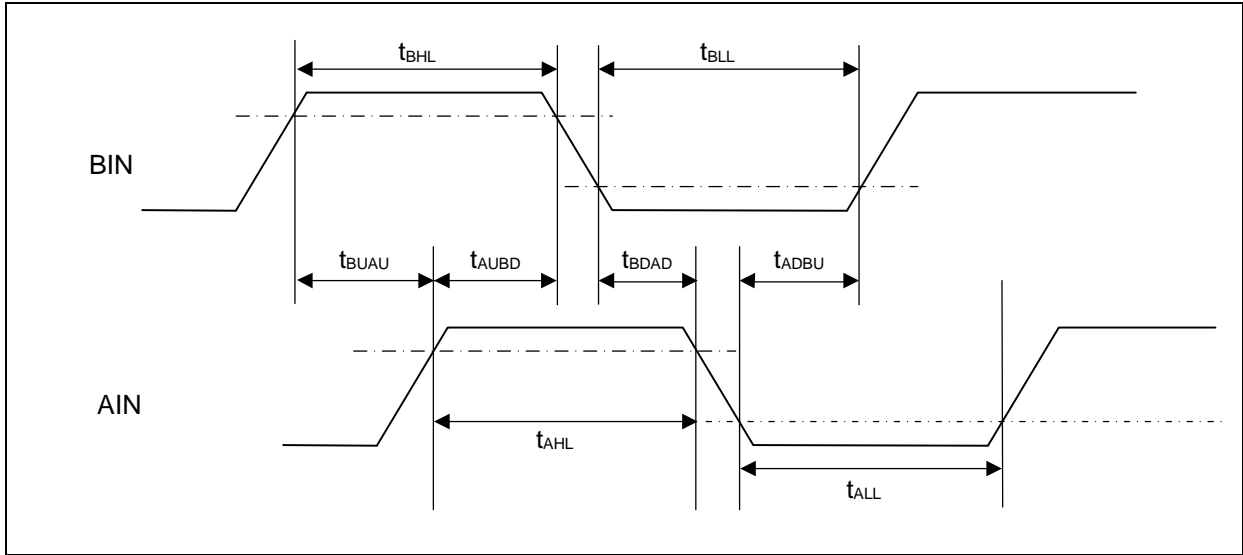 tBHL
tBLL
BIN
tBUAU
tAUBD
tBDAD
tADBU
AIN
tAHL
tALL